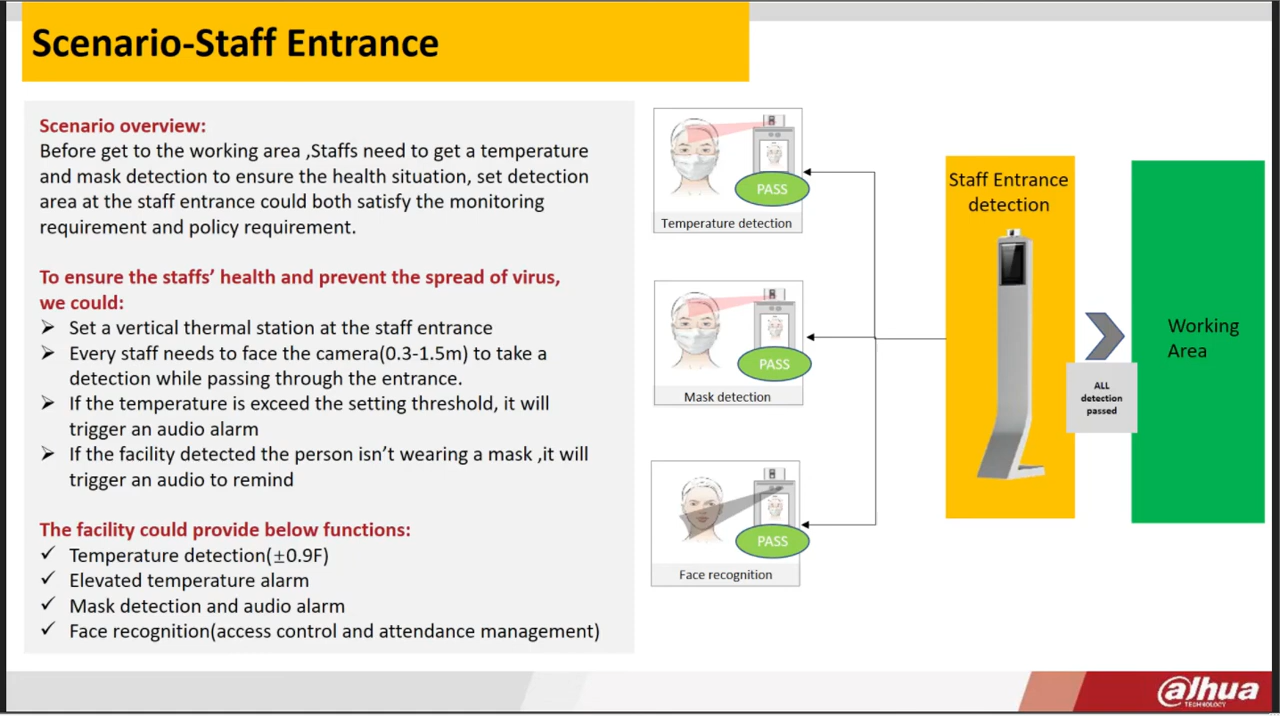 Scenario-Staff Entrance
Scenario overview:
Before get to the working area ,Staffs need to get a temperature
and mask detection to ensure the health situation, set detection
area at the staff entrance could both satisfy the monitoring
requirement and policy requirement.
To ensure the staffs’ health and prevent the spread of virus,
we could:
Set a vertical thermal station at the staff entrance
Every staff needs to face the camera(0.3-1.5m) to take a
detection while passing through the entrance.
If the temperature is exceed the setting threshold, it will
trigger an audio alarm
If the facility detected the person isn’t wearing a mask ,it will
trigger an audio to remind
The facility could provide below functions:
Temperature detection(±0.9F)
Elevated temperature alarm
Mask detection and audio alarm
Face recognition(access control and attendance management)
PASS
Temperature detection
PASS
Mask detection
PASS
Face recognition
Staff Entrance
detection
ALL
detection
passed
Working
Area
alhua
TECHNOLOGY